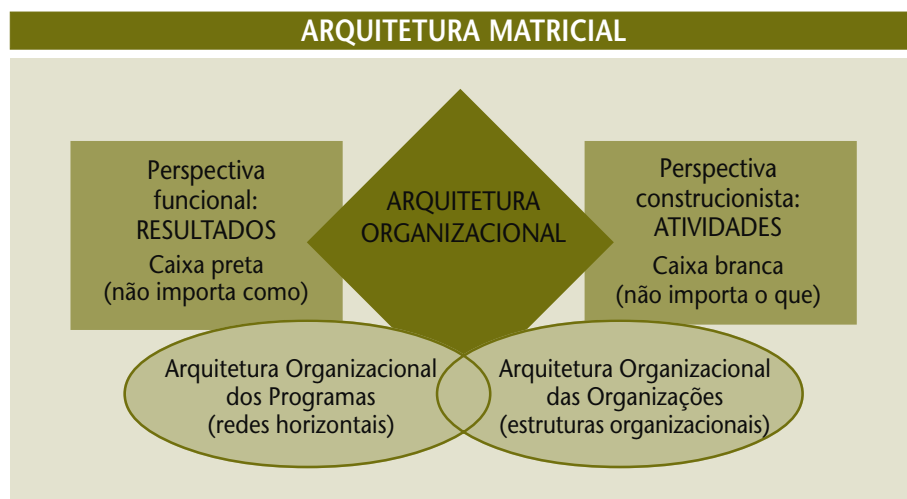 ARQUITETURA MATRICIAL
Perspectiva
funcional:
RESULTADOS
Caixa preta
(não importa como)
ARQUITETURA
ORGANIZACIONAL
Perspectiva
construcionista:
ATIVIDADES
Caixa branca
(não importa o que)
Arquitetura Organizacional
dos Programas
(redes horizontais)
Arquitetura Organizacional
das Organizações
(estruturas organizacionais)